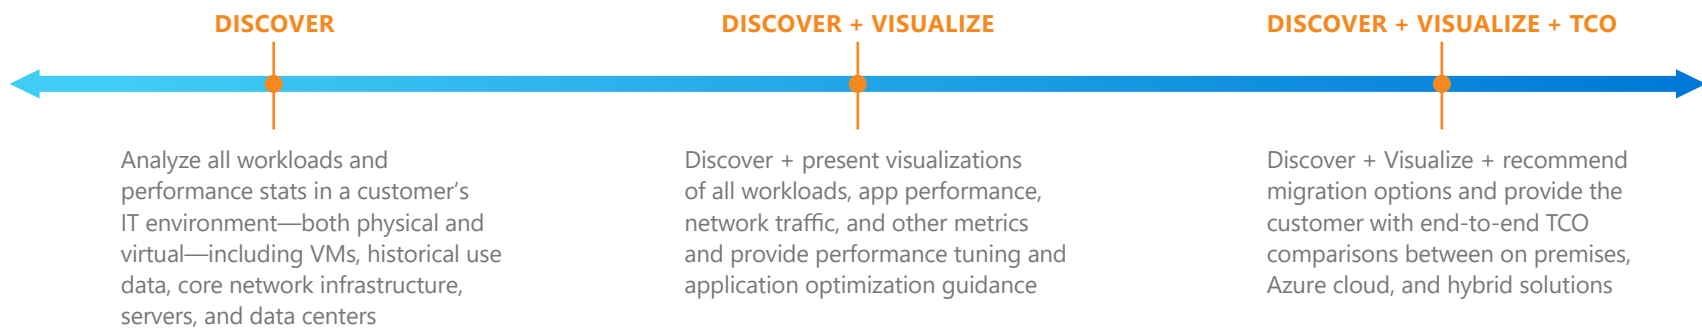 DISCOVER
Analyze all workloads and
performance stats in a customer’s
IT environment—both physical and
virtual—including VMs, historical use
data, core network infrastructure,
servers, and data centers
DISCOVER + VISUALIZE
Discover + present visualizations
of all workloads, app performance,
network traffic, and other metrics
and provide performance tuning and
application optimization guidance
DISCOVER + VISUALIZE + TCO
Discover + Visualize + recommend
migration options and provide the
customer with end-to-end TCO
comparisons between on premises,
Azure cloud, and hybrid solutions